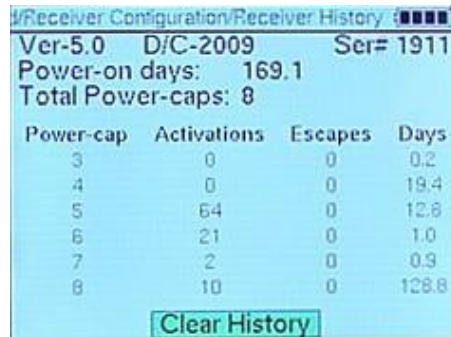 d/Receiver Configuration/Receiver History
Ver-5.0 D/C-2009 Ser# 1911
Power-on days: 169.1
Total Power-caps: 8
Power-cap Activations Escapes Days
3 0 0 0.2
4 0 0 19.4
5 64 0 12.8
6 21 0 1.0
7 2 0 0.9
8 10 0 128.8
Clear History